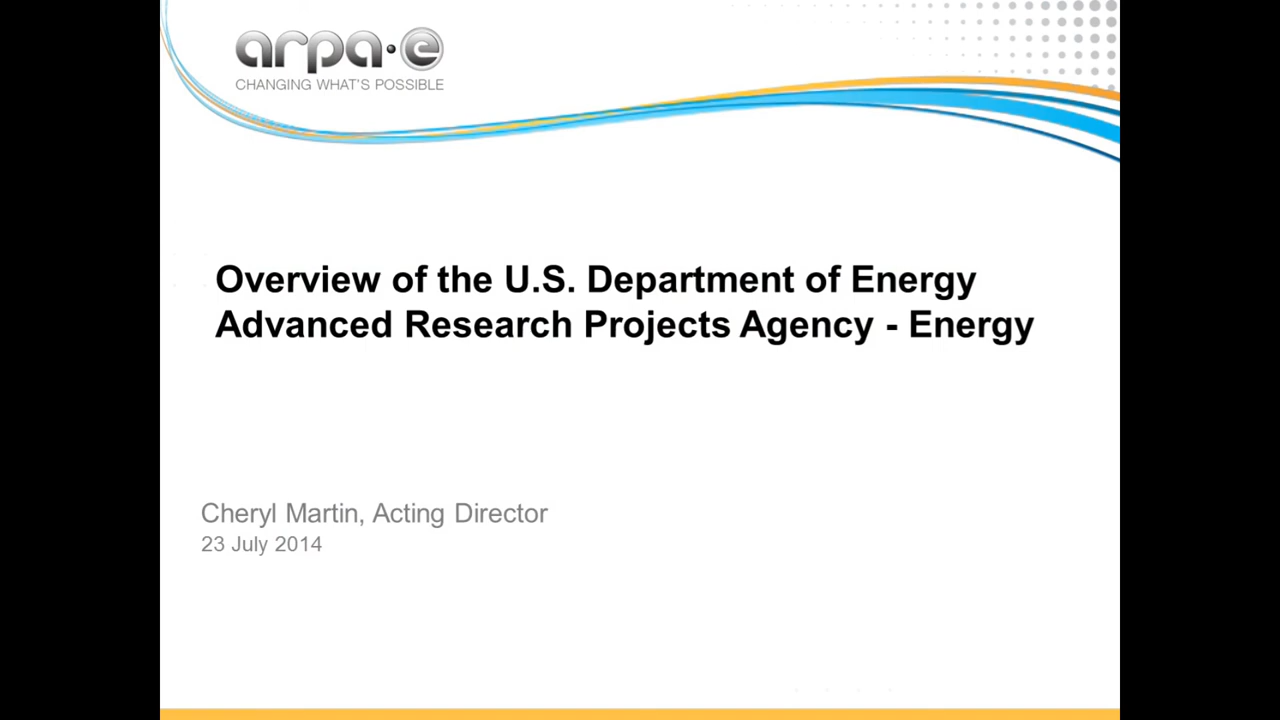 arpa·e
CHANGING WHAT'S POSSIBLE
Overview of the U.S. Department of Energy
Advanced Research Projects Agency - Energy
Cheryl Martin, Acting Director
23 July 2014